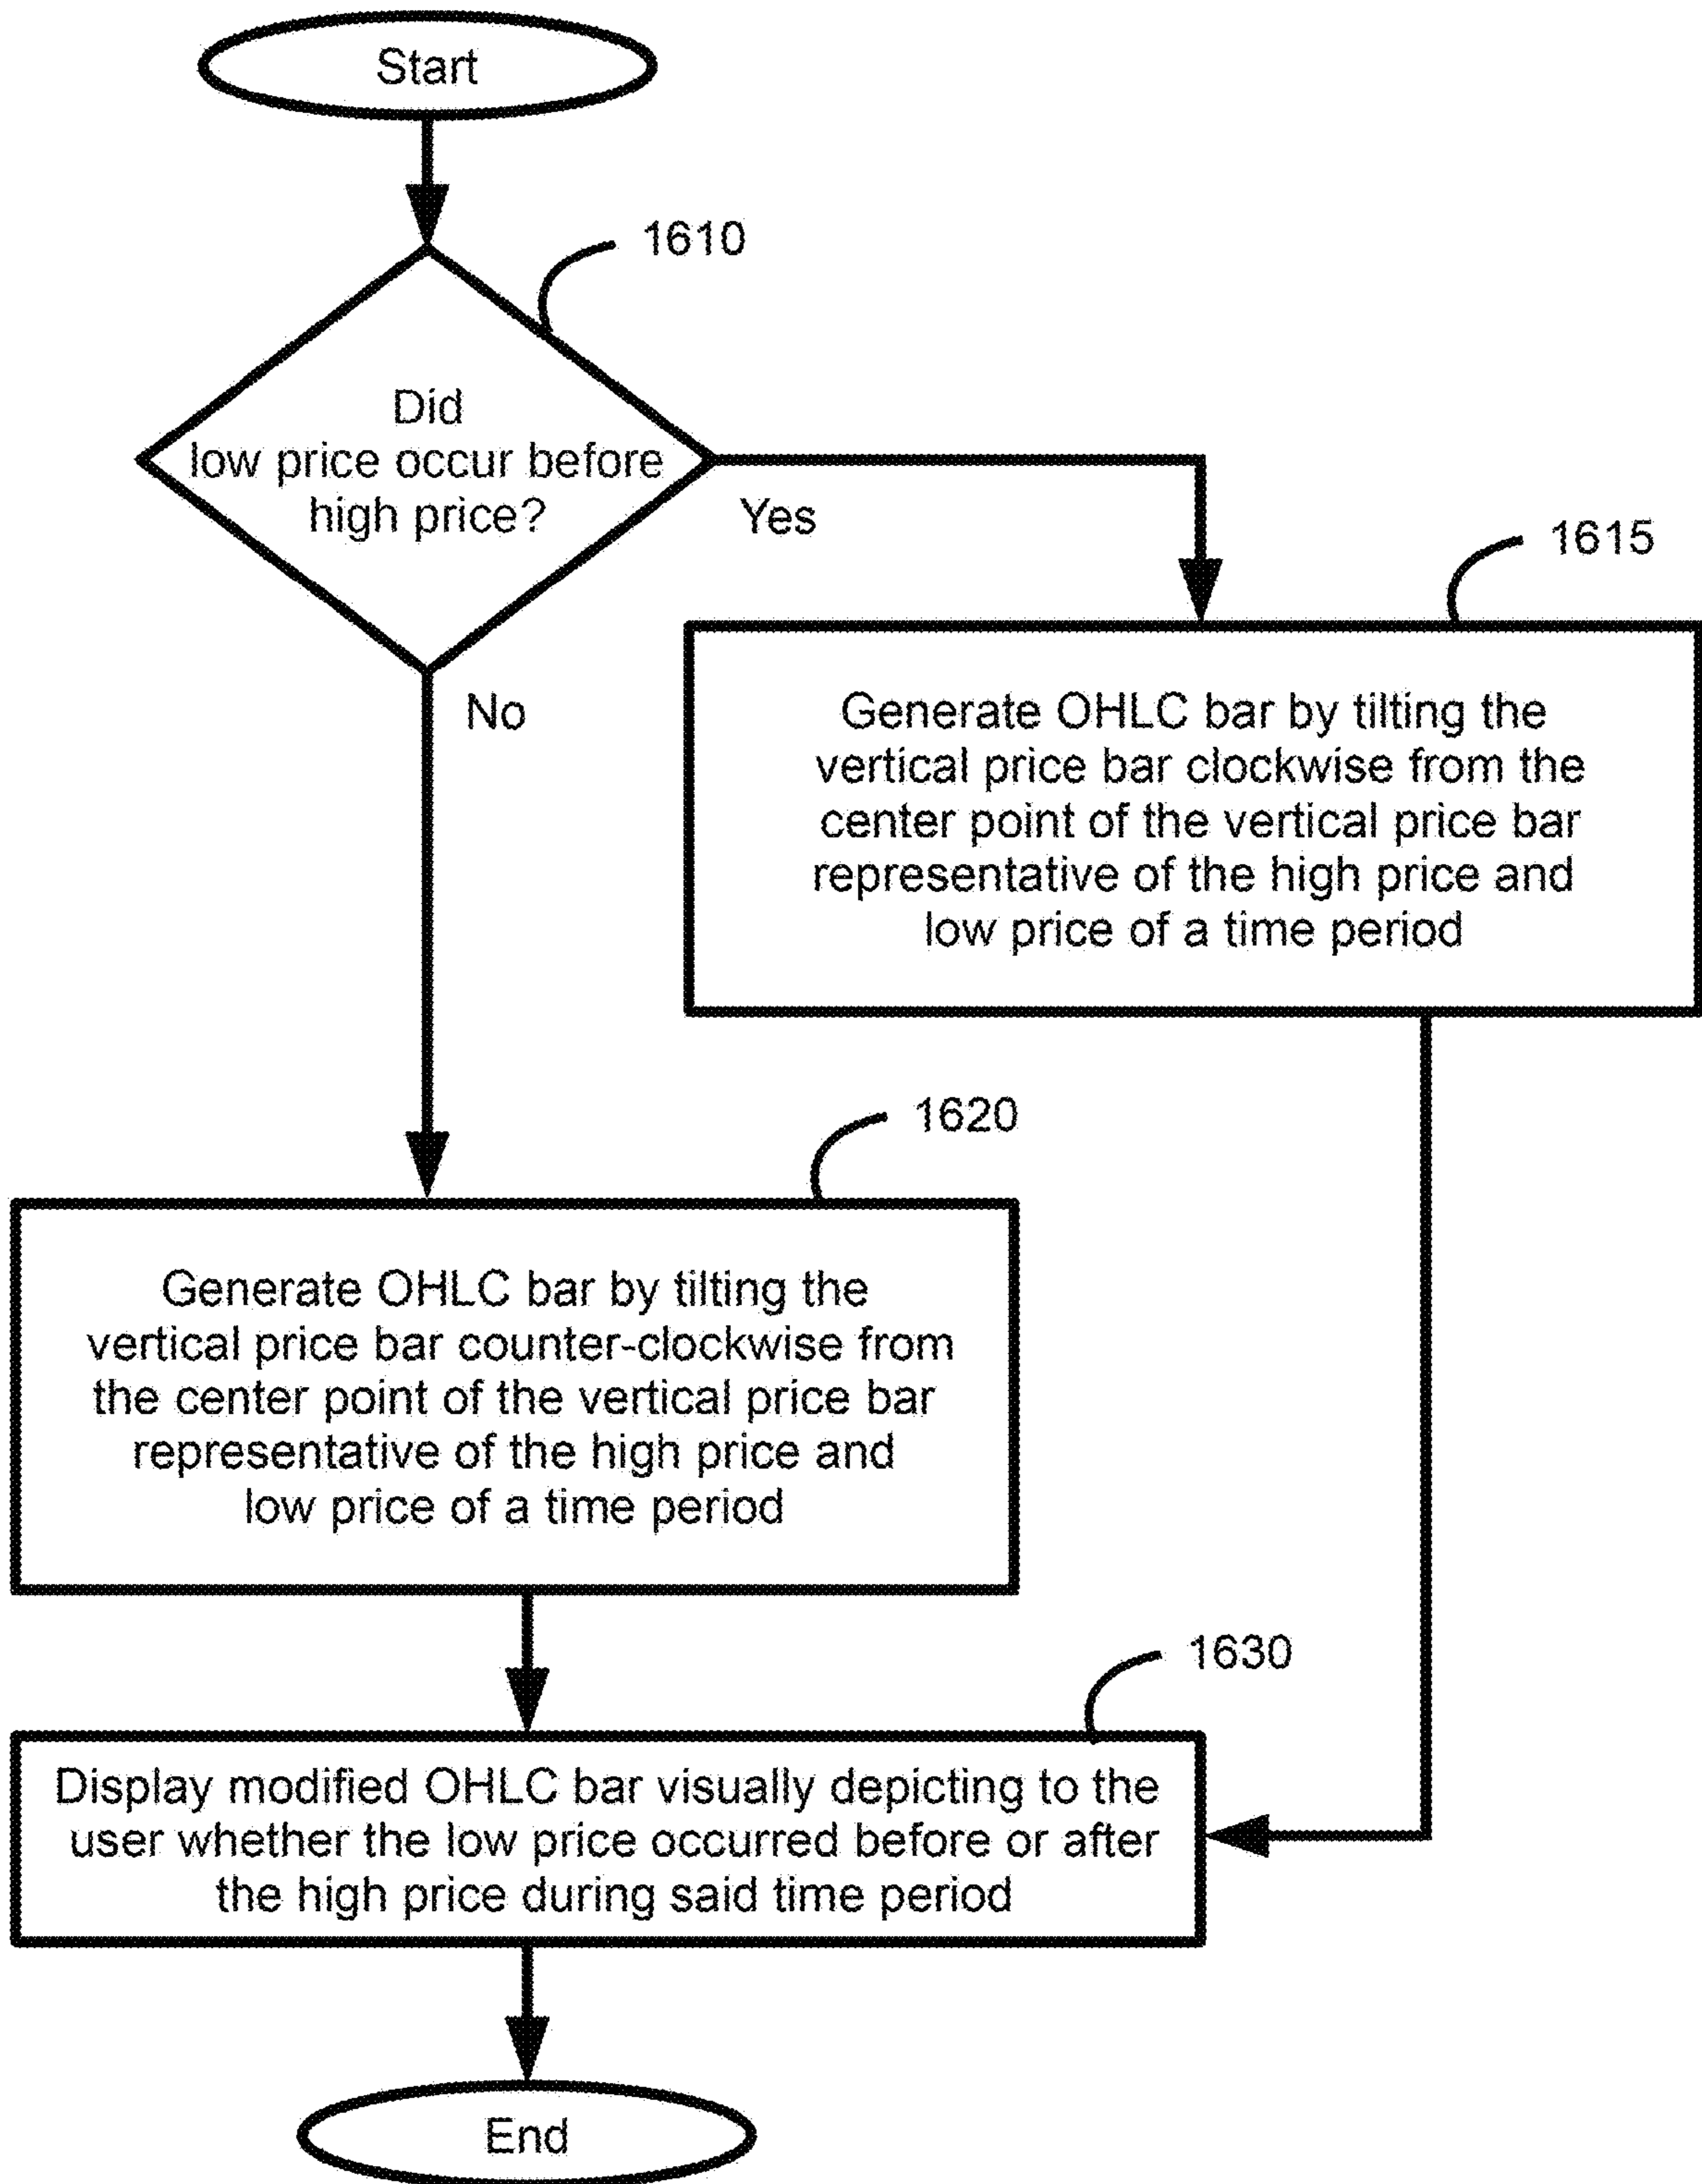 Start
1610
Did
low price occur before
high price?
Yes
1615
No
Generate OHLC bar by tilting the
vertical price bar clockwise from the
center point of the vertical price bar
representative of the high price and
low price of a time period
1620
Generate OHLC bar by tilting the
vertical price bar counter-clockwise from
the center point of the vertical price bar
representative of the high price and
low price of a time period
1630
Display modified OHLC bar visually depicting to the
user whether the low price occurred before or after
the high price during said time period
End